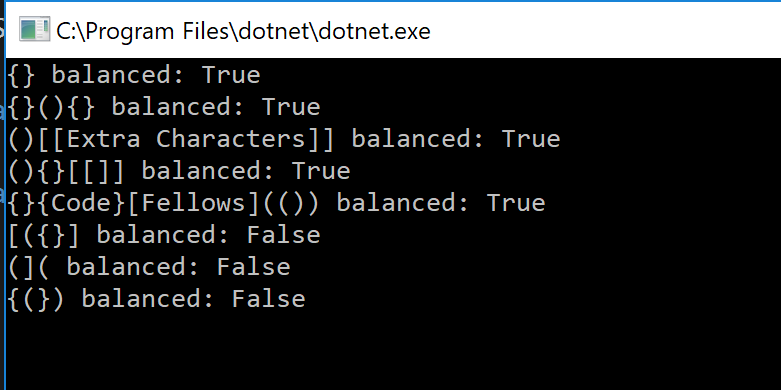 C:\Program Files\dotnet\dotnet.exe
{} balanced: True
{}(){} balanced: True
()[[Extra Characters]] balanced: True
(){}[[]] balanced: True
{}{Code}[Fellows](()) balanced: True
[({}] balanced: False
(]( balanced: False
{(}) balanced: False